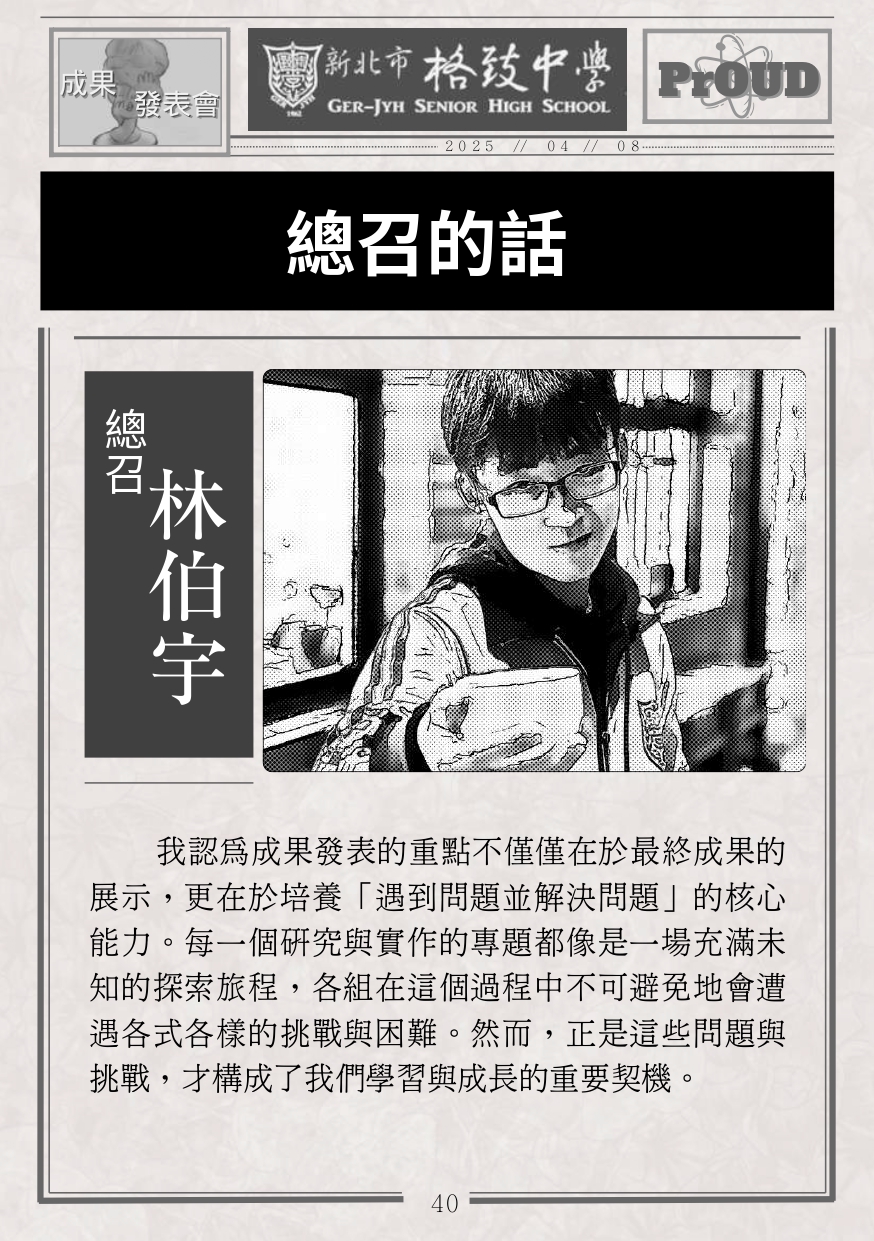 成果
發表會
新北市 格致中學
GER-JYH SENIOR HIGH SCHOOL
1962
PrOUD
2025 // 04 // 08
總召的話
總召
林伯宇
我認爲成果發表的重點不僅僅在於最終成果的
展示，更在於培養「遇到問題並解決問題」的核心
能力。每一個研究與實作的專題都像是一場充滿未
知的探索旅程，各組在這個過程中不可避免地會遭
遇各式各樣的挑戰與困難。然而，正是這些問題與
挑戰，才構成了我們學習與成長的重要契機。
40